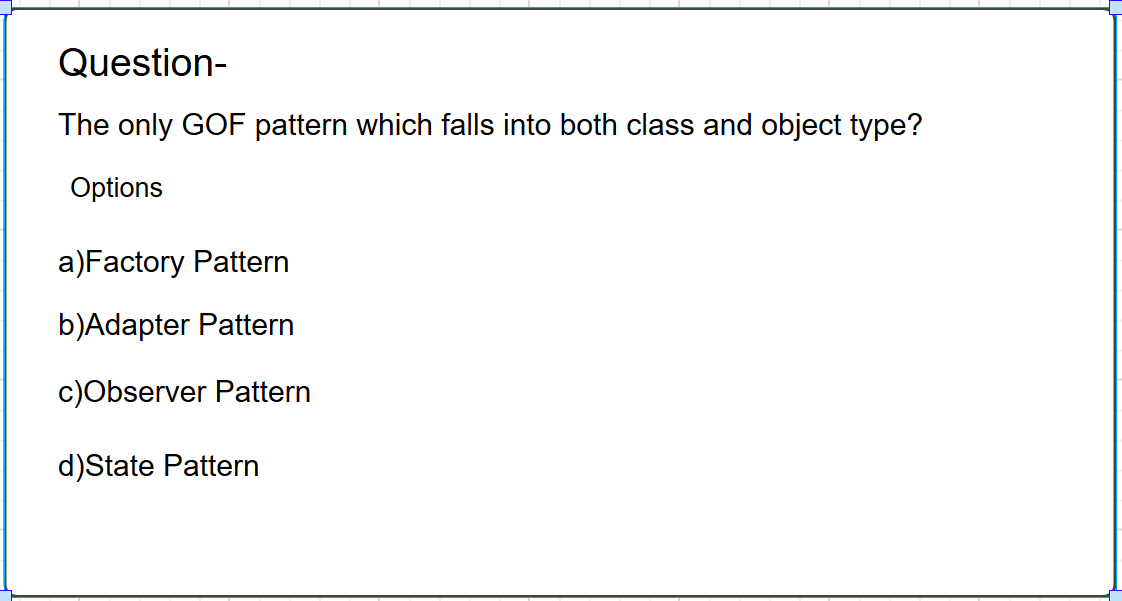 Question-
The only GOF pattern which falls into both class and object type?
Options
a)Factory Pattern
b)Adapter Pattern
c)Observer Pattern
d)State Pattern